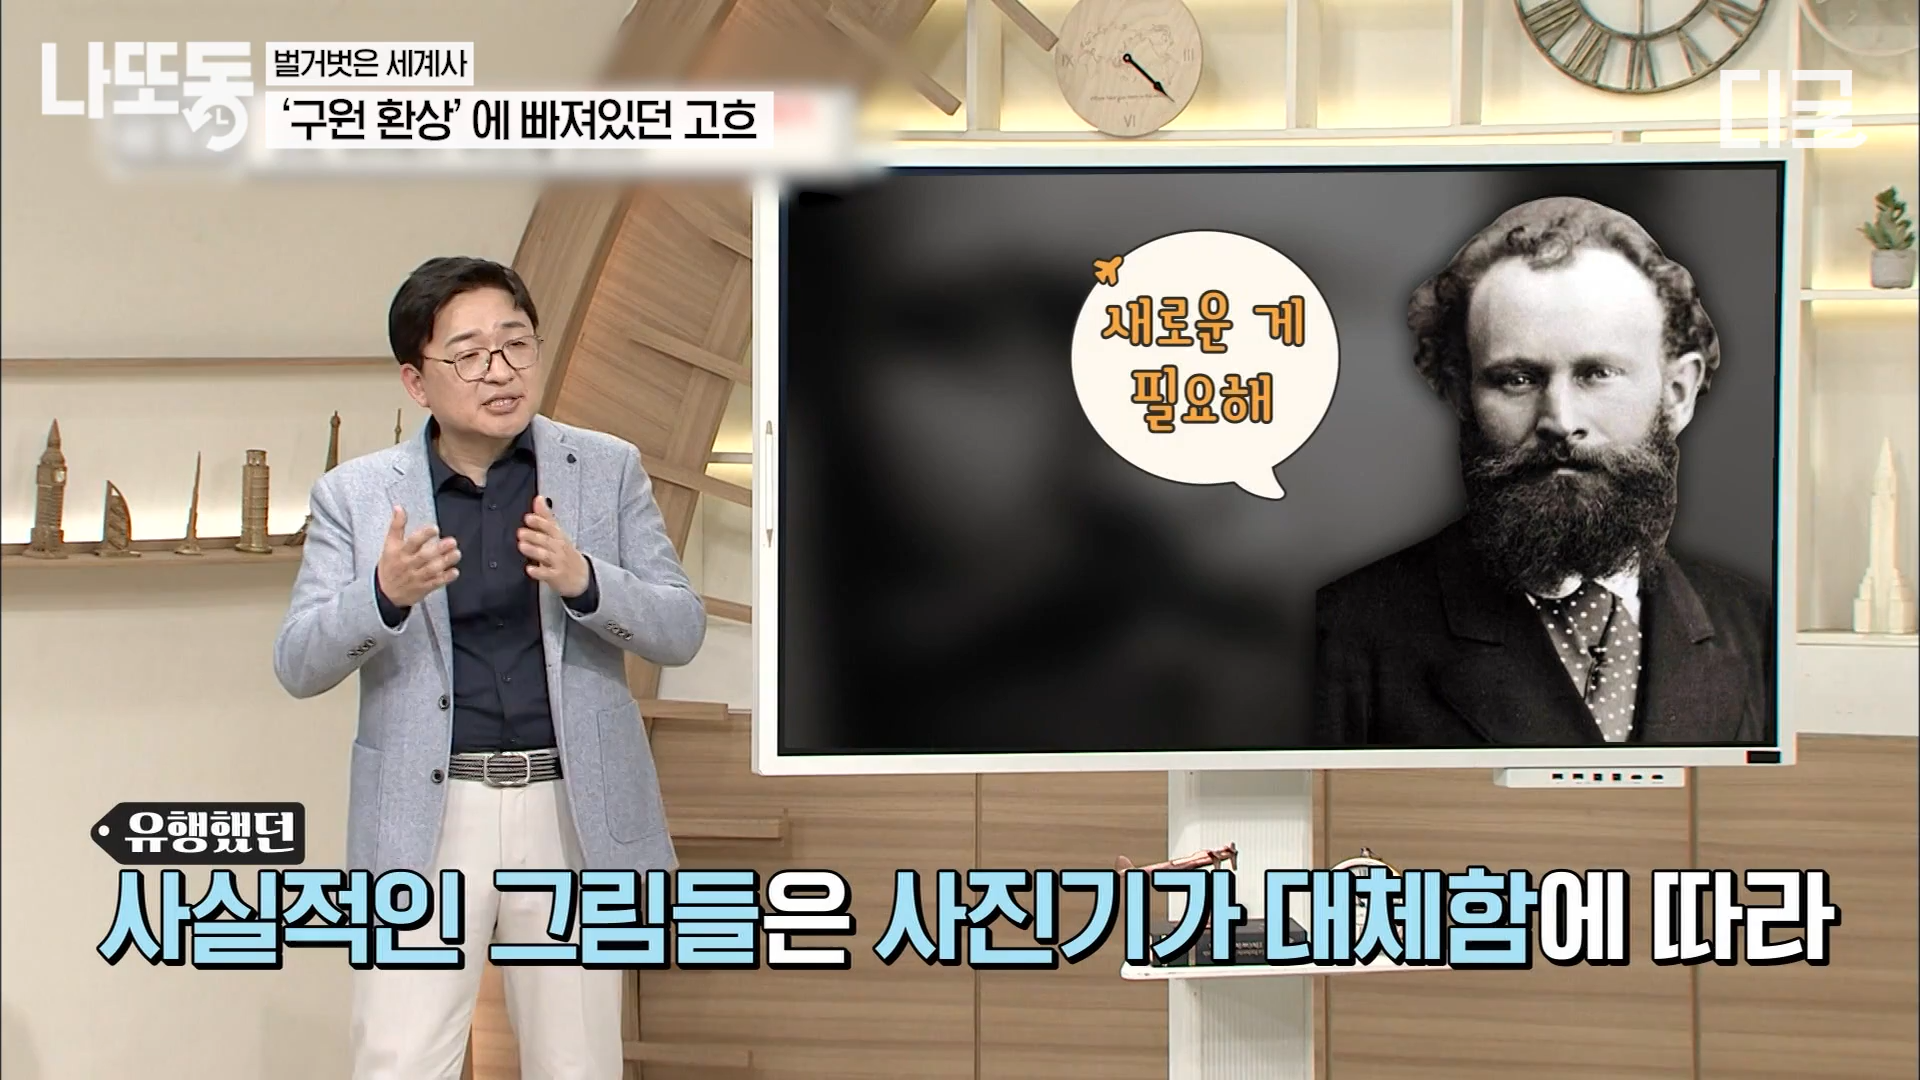 나또동
벌거벗은 세계사
‘구원 환상’ 에 빠져있던 고흐
디글
새로운 게
필요해
유행했던
사실적인 그림들은 사진기가 대체함에 따라